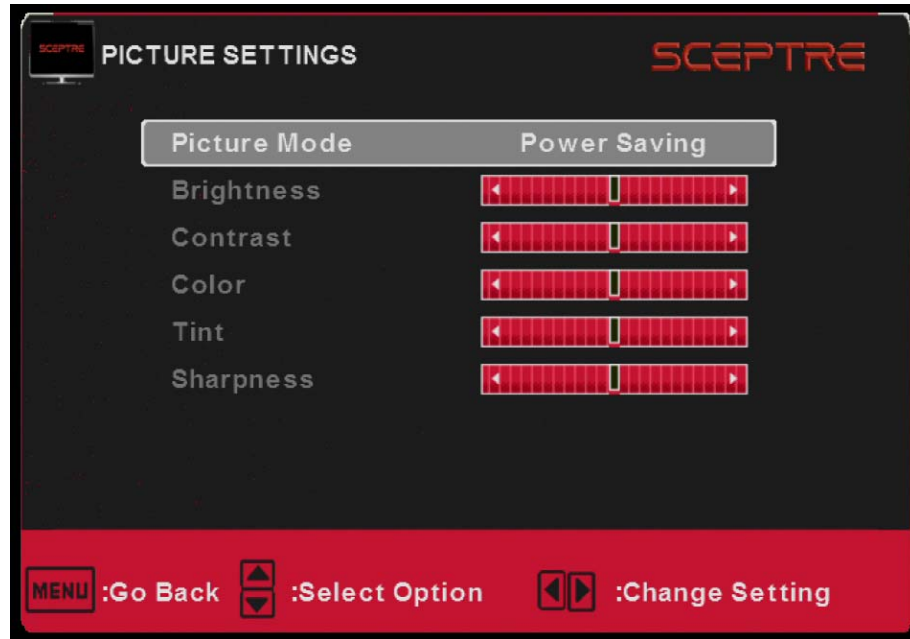 SCEPTRE
PICTURE SETTINGS
SCEPTRE
Picture Mode Power Saving
Brightness
Contrast
Color
Tint
Sharpness
MENU :Go Back :Select Option :Change Setting